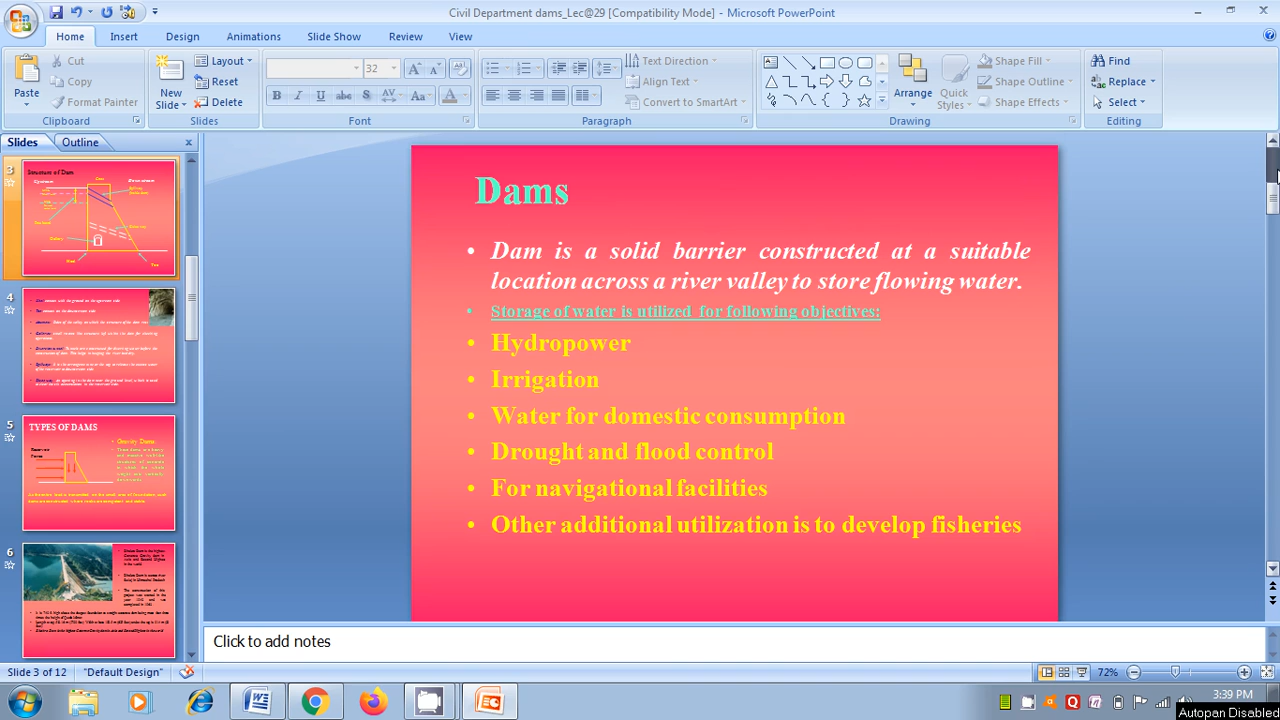 Civil Department dams_Lec@29 [Compatibility Mode] - Microsoft PowerPoint
Home Insert Design Animations Slide Show Review View
Paste
Cut
Copy
Format Painter
Clipboard
New Slide
Layout
Reset
Delete
Slides
32
Font
Text Direction
Align Text
Convert to SmartArt
Paragraph
Arrange
Quick Styles
Shape Fill
Shape Outline
Shape Effects
Drawing
Find
Replace
Select
Editing
Slides Outline
3
Structure of Dam
4
5
TYPES OF DAMS
Gravity Dams
6
Dams
• Dam is a solid barrier constructed at a suitable
location across a river valley to store flowing water.
• Storage of water is utilized for following objectives:
• Hydropower
• Irrigation
• Water for domestic consumption
• Drought and flood control
• For navigational facilities
• Other additional utilization is to develop fisheries
Click to add notes
Slide 3 of 12 "Default Design" 72%
3:39 PM
Autopan Disabled